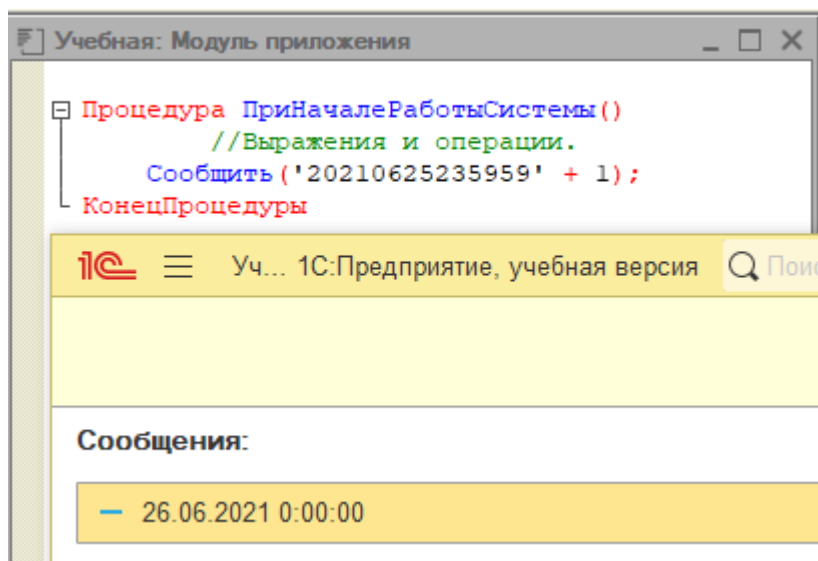 Учебная: Модуль приложения
Процедура ПриНачалеРаботыСистемы()
//Выражения и операции.
Сообщить('20210625235959' + 1);
КонецПроцедуры
1С Уч... 1С:Предприятие, учебная версия Поис
Сообщения:
26.06.2021 0:00:00